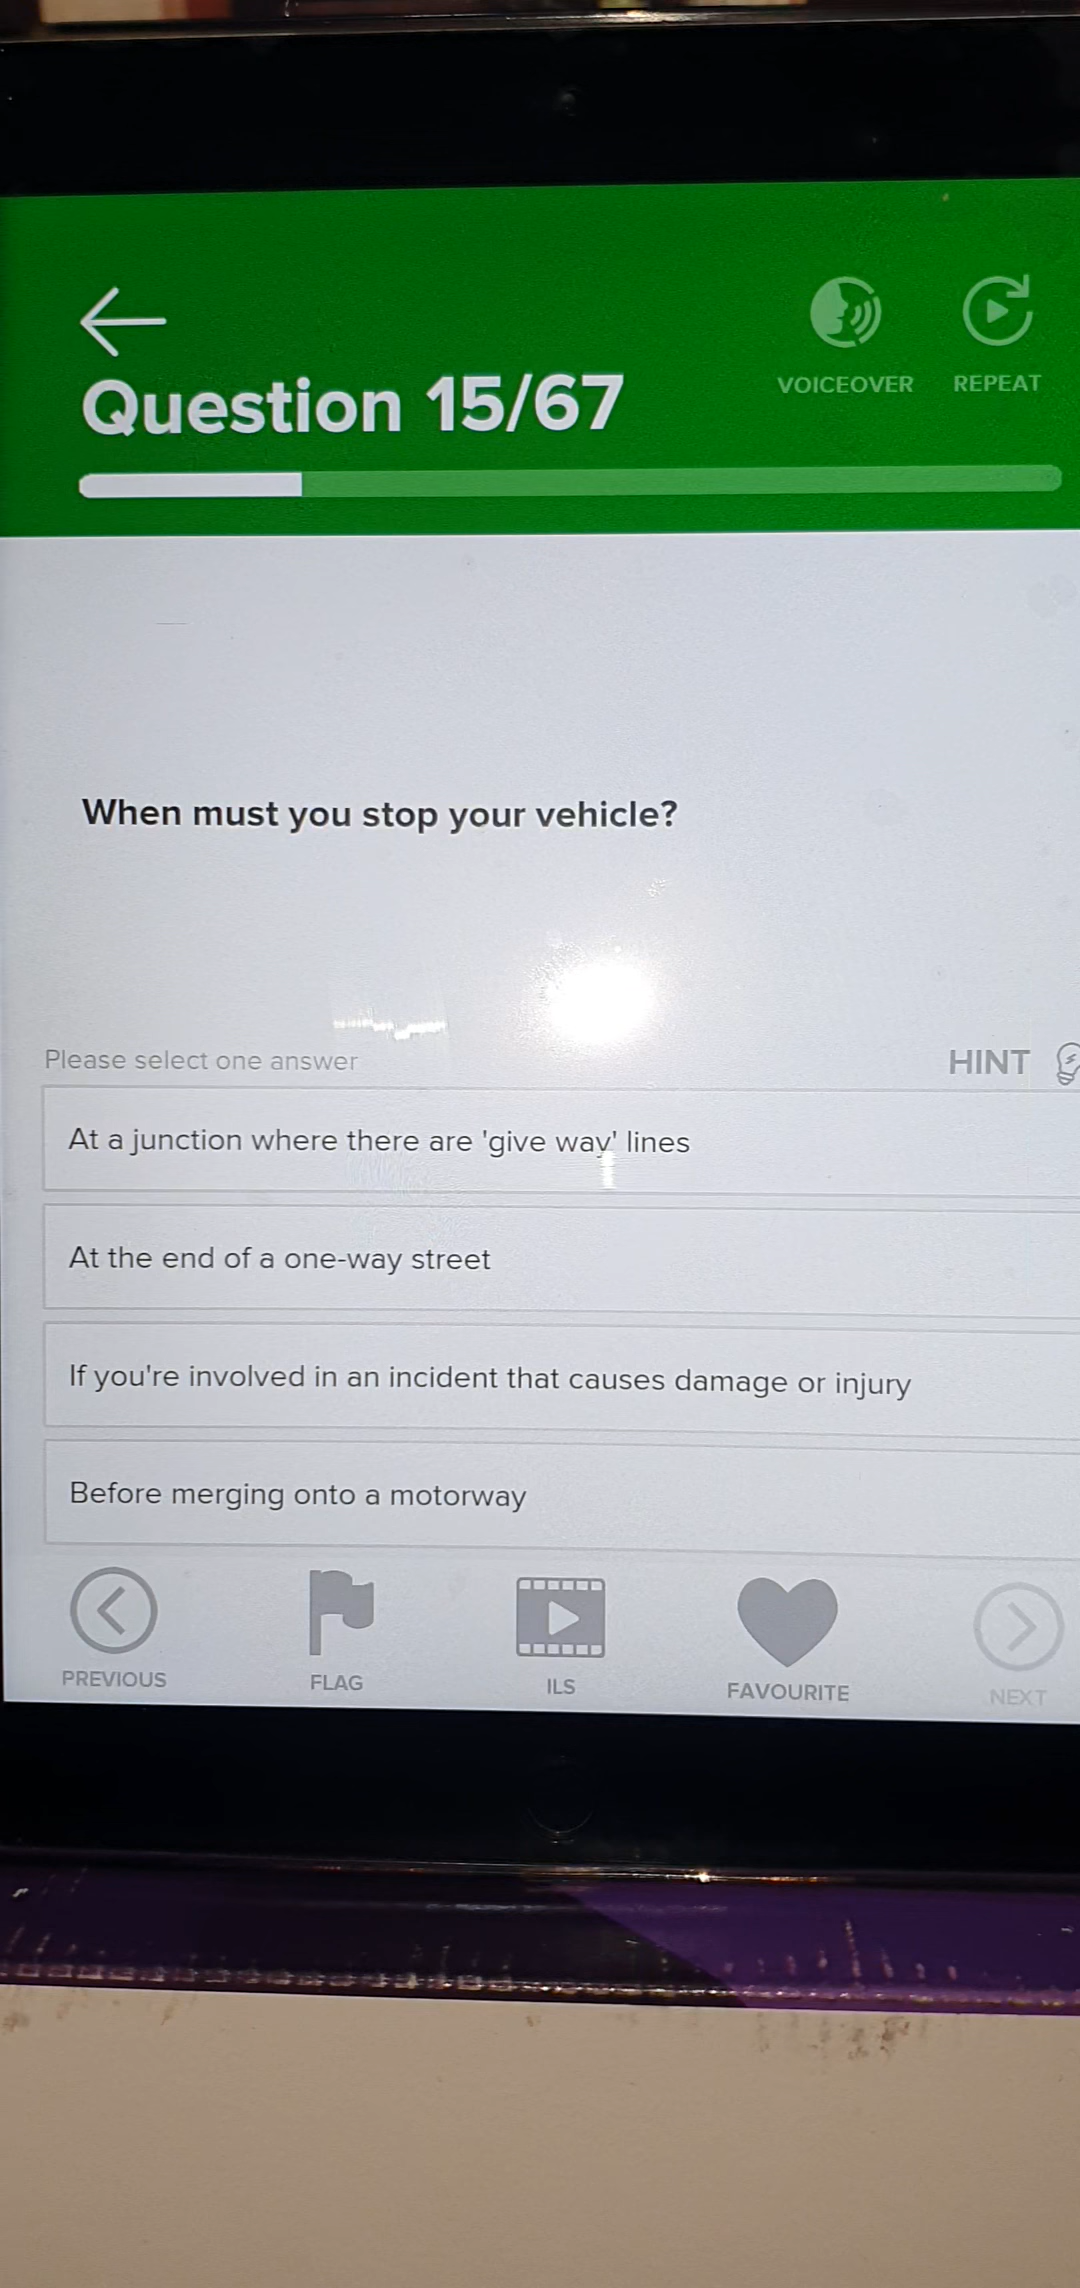 VOICEOVER REPEAT
Question 15/67
When must you stop your vehicle?
Please select one answer
HINT
At a junction where there are 'give way' lines
At the end of a one-way street
If you're involved in an incident that causes damage or injury
Before merging onto a motorway
PREVIOUS FLAG ILS FAVOURITE NEXT